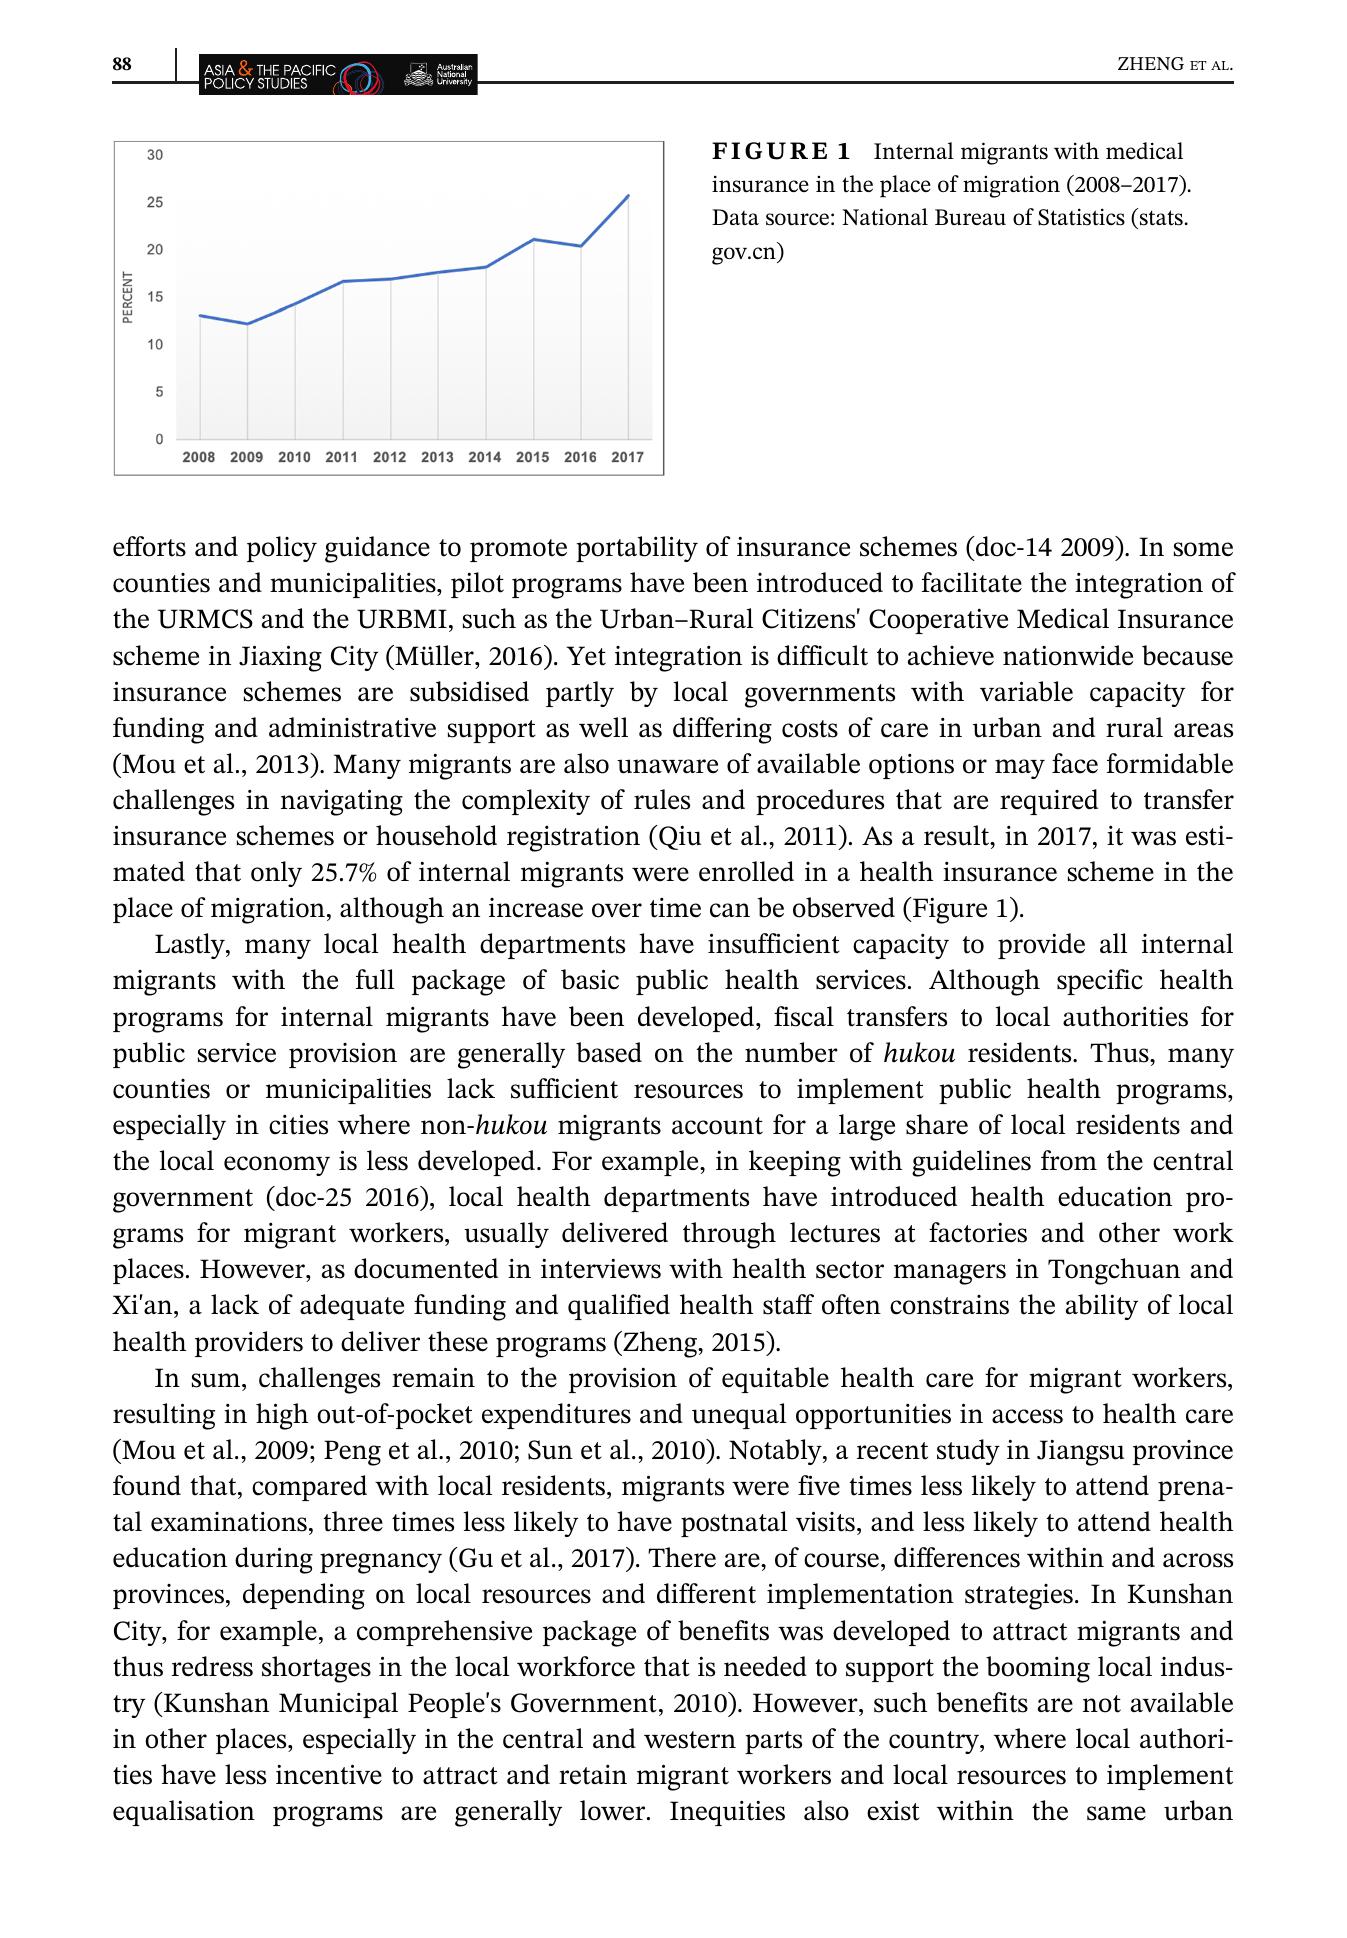 88
ASIA & THE PACIFIC
POLICY STUDIES
Australian
National
University
ZHENG ET AL.
30
25
20
15
10
5
0
PERCENT
2008 2009 2010 2011 2012 2013 2014 2015 2016 2017
FIGURE 1 Internal migrants with medical
insurance in the place of migration (2008–2017).
Data source: National Bureau of Statistics (stats.
gov.cn)
efforts and policy guidance to promote portability of insurance schemes (doc-14 2009). In some
counties and municipalities, pilot programs have been introduced to facilitate the integration of
the URMCS and the URBMI, such as the Urban–Rural Citizens' Cooperative Medical Insurance
scheme in Jiaxing City (Müller, 2016). Yet integration is difficult to achieve nationwide because
insurance schemes are subsidised partly by local governments with variable capacity for
funding and administrative support as well as differing costs of care in urban and rural areas
(Mou et al., 2013). Many migrants are also unaware of available options or may face formidable
challenges in navigating the complexity of rules and procedures that are required to transfer
insurance schemes or household registration (Qiu et al., 2011). As a result, in 2017, it was esti-
mated that only 25.7% of internal migrants were enrolled in a health insurance scheme in the
place of migration, although an increase over time can be observed (Figure 1).
Lastly, many local health departments have insufficient capacity to provide all internal
migrants with the full package of basic public health services. Although specific health
programs for internal migrants have been developed, fiscal transfers to local authorities for
public service provision are generally based on the number of hukou residents. Thus, many
counties or municipalities lack sufficient resources to implement public health programs,
especially in cities where non-hukou migrants account for a large share of local residents and
the local economy is less developed. For example, in keeping with guidelines from the central
government (doc-25 2016), local health departments have introduced health education pro-
grams for migrant workers, usually delivered through lectures at factories and other work
places. However, as documented in interviews with health sector managers in Tongchuan and
Xi'an, a lack of adequate funding and qualified health staff often constrains the ability of local
health providers to deliver these programs (Zheng, 2015).
In sum, challenges remain to the provision of equitable health care for migrant workers,
resulting in high out-of-pocket expenditures and unequal opportunities in access to health care
(Mou et al., 2009; Peng et al., 2010; Sun et al., 2010). Notably, a recent study in Jiangsu province
found that, compared with local residents, migrants were five times less likely to attend prena-
tal examinations, three times less likely to have postnatal visits, and less likely to attend health
education during pregnancy (Gu et al., 2017). There are, of course, differences within and across
provinces, depending on local resources and different implementation strategies. In Kunshan
City, for example, a comprehensive package of benefits was developed to attract migrants and
thus redress shortages in the local workforce that is needed to support the booming local indus-
try (Kunshan Municipal People's Government, 2010). However, such benefits are not available
in other places, especially in the central and western parts of the country, where local authori-
ties have less incentive to attract and retain migrant workers and local resources to implement
equalisation programs are generally lower. Inequities also exist within the same urban